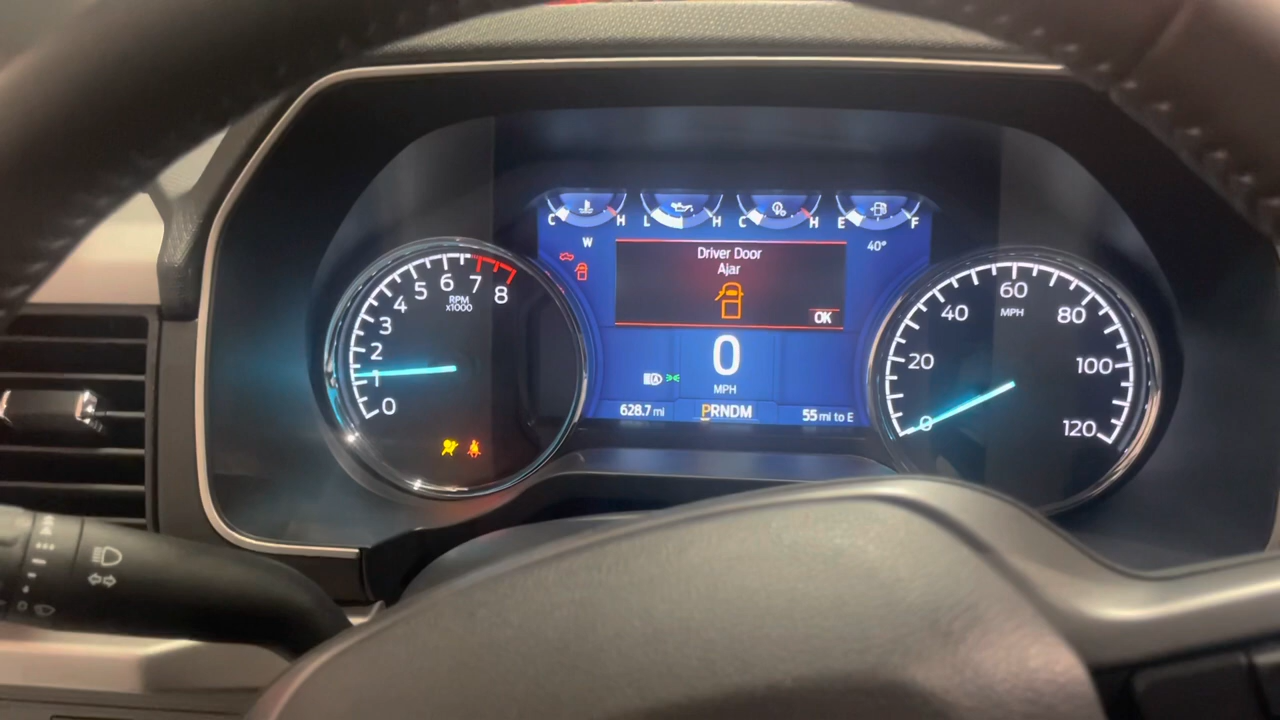 C H L H C H E F
W
40°
Driver Door
Ajar
OK
0 1 2 3 4 5 6 7 8
RPM
x1000
0
MPH
628.7 mi
PRNDM
55 mi to E
0 20 40 60 80 100 120
MPH